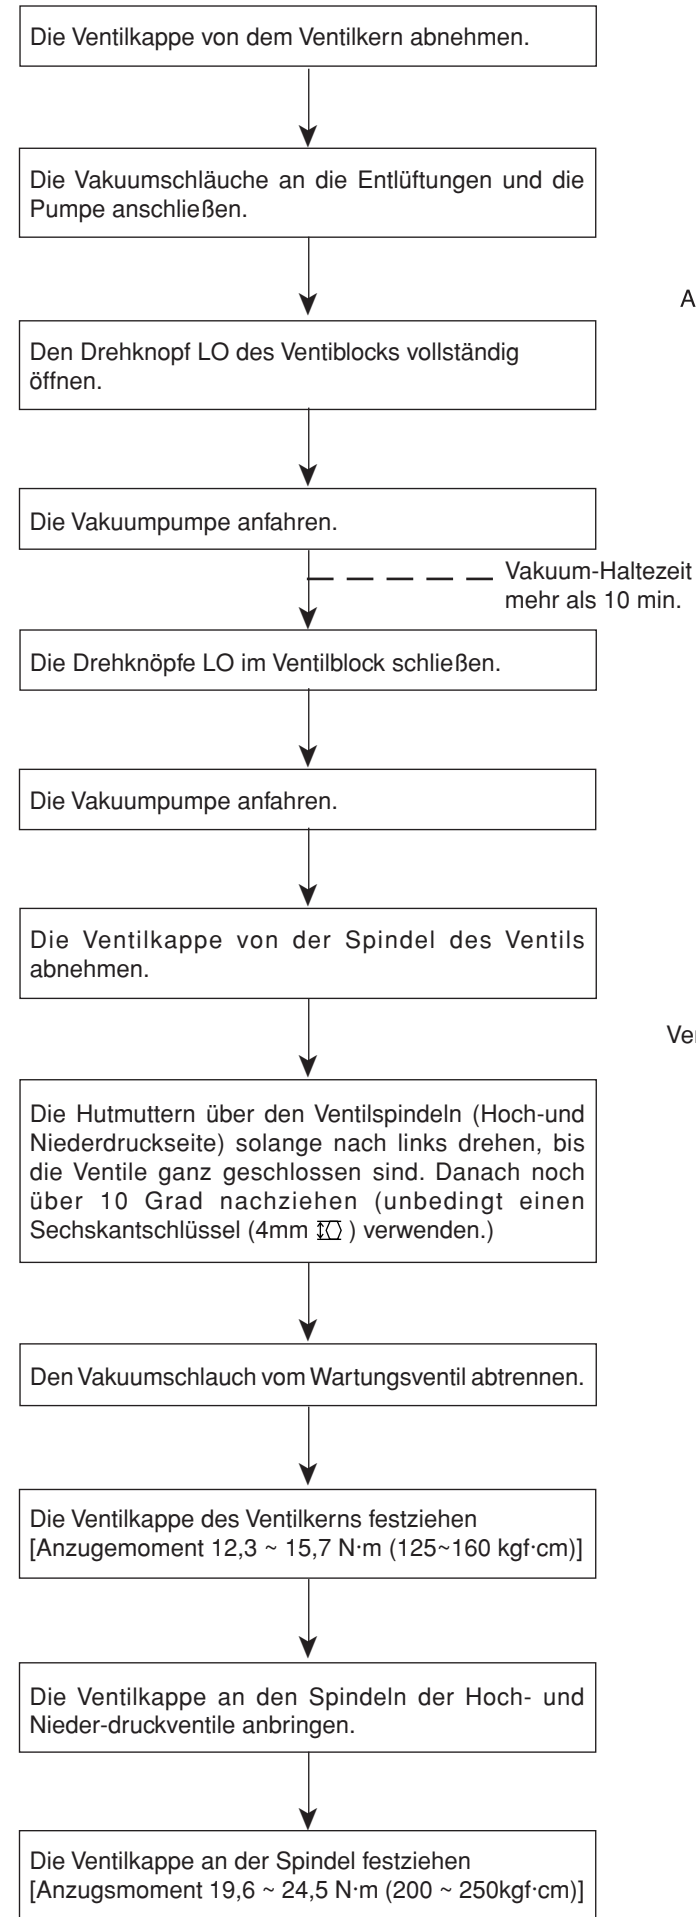 Die Ventilkappe von dem Ventilkern abnehmen.
Die Vakuumschläuche an die Entlüftungen und die
Pumpe anschließen.
A
Den Drehknopf LO des Ventiblocks vollständig
öffnen.
Die Vakuumpumpe anfahren.
Vakuum-Haltezeit
mehr als 10 min.
Die Drehknöpfe LO im Ventilblock schließen.
Die Vakuumpumpe anfahren.
Die Ventilkappe von der Spindel des Ventils
abnehmen.
Ver
Die Hutmuttern über den Ventilspindeln (Hoch-und
Niederdruckseite) solange nach links drehen, bis
die Ventile ganz geschlossen sind. Danach noch
über 10 Grad nachziehen (unbedingt einen
Sechskantschlüssel (4mm ) verwenden.)
Den Vakuumschlauch vom Wartungsventil abtrennen.
Die Ventilkappe des Ventilkerns festziehen
[Anzugemoment 12,3 ~ 15,7 N·m (125~160 kgf·cm)]
Die Ventilkappe an den Spindeln der Hoch- und
Nieder-druckventile anbringen.
Die Ventilkappe an der Spindel festziehen
[Anzugsmoment 19,6 ~ 24,5 N·m (200 ~ 250kgf·cm)]